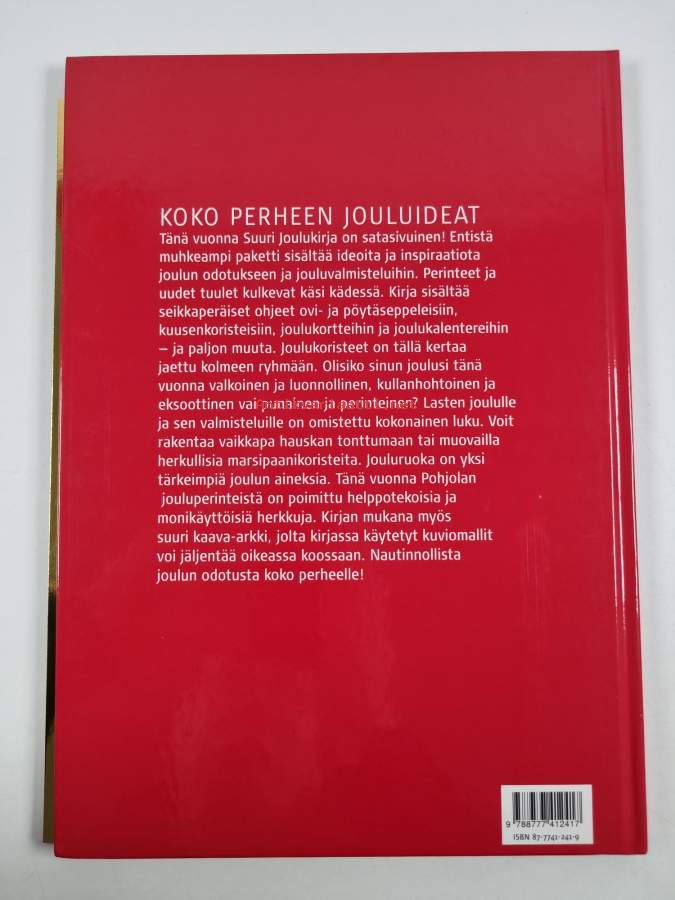 KOKO PERHEEN JOULUIDEAT
Tänä vuonna Suuri Joulukirja on satasivuinen! Entistä
muhkeampi paketti sisältää ideoita ja inspiraatiota
joulun odotukseen ja jouluvalmisteluihin. Perinteet ja
uudet tuulet kulkevat käsi kädessä. Kirja sisältää
seikkaperäiset ohjeet ovi- ja pöytäseppeleisiin,
kuusenkoristeisiin, joulukortteihin ja joulukalentereihin
– ja paljon muuta. Joulukoristeet on tällä kertaa
jaettu kolmeen ryhmään. Olisiko sinun joulusi tänä
vuonna valkoinen ja luonnollinen, kullanhohtoinen ja
eksoottinen vai punainen ja perinteinen? Lasten joululle
ja sen valmisteluille on omistettu kokonainen luku. Voit
rakentaa vaikkapa hauskan tonttumaan tai muovailla
herkullisia marsipaanikoristeita. Jouluruoka on yksi
tärkeimpiä joulun aineksia. Tänä vuonna Pohjolan
jouluperinteistä on poimittu helppotekoisia ja
monikäyttöisiä herkkuja. Kirjan mukana myös
suuri kaava-arkki, jolta kirjassa käytetyt kuviomallit
voi jäljentää oikeassa koossaan. Nautinnollista
joulun odotusta koko perheelle!
9 788777 412417
ISBN 87-7741-241-9